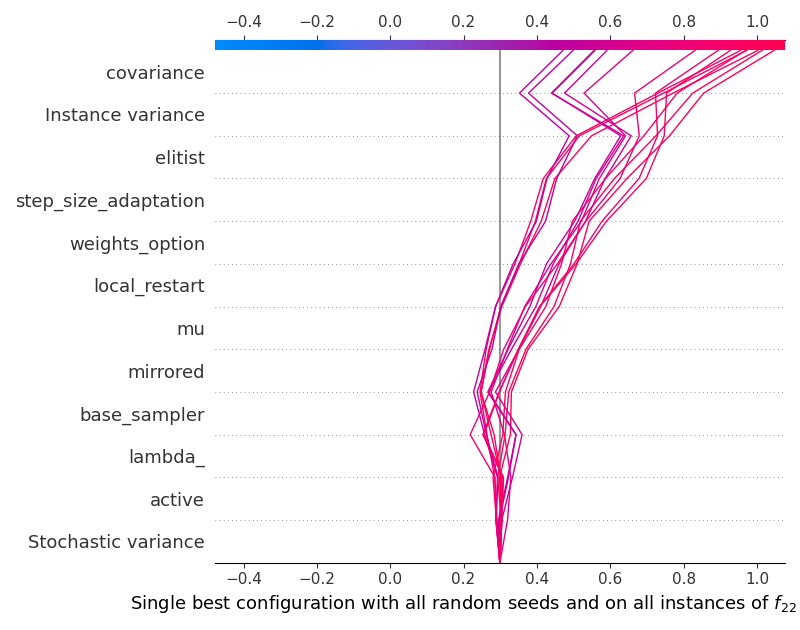 −0.4 −0.2 0.0 0.2 0.4 0.6 0.8 1.0
covariance
Instance variance
elitist
step_size_adaptation
weights_option
local_restart
mu
mirrored
base_sampler
lambda_
active
Stochastic variance
−0.4 −0.2 0.0 0.2 0.4 0.6 0.8 1.0
Single best configuration with all random seeds and on all instances of f₂₂